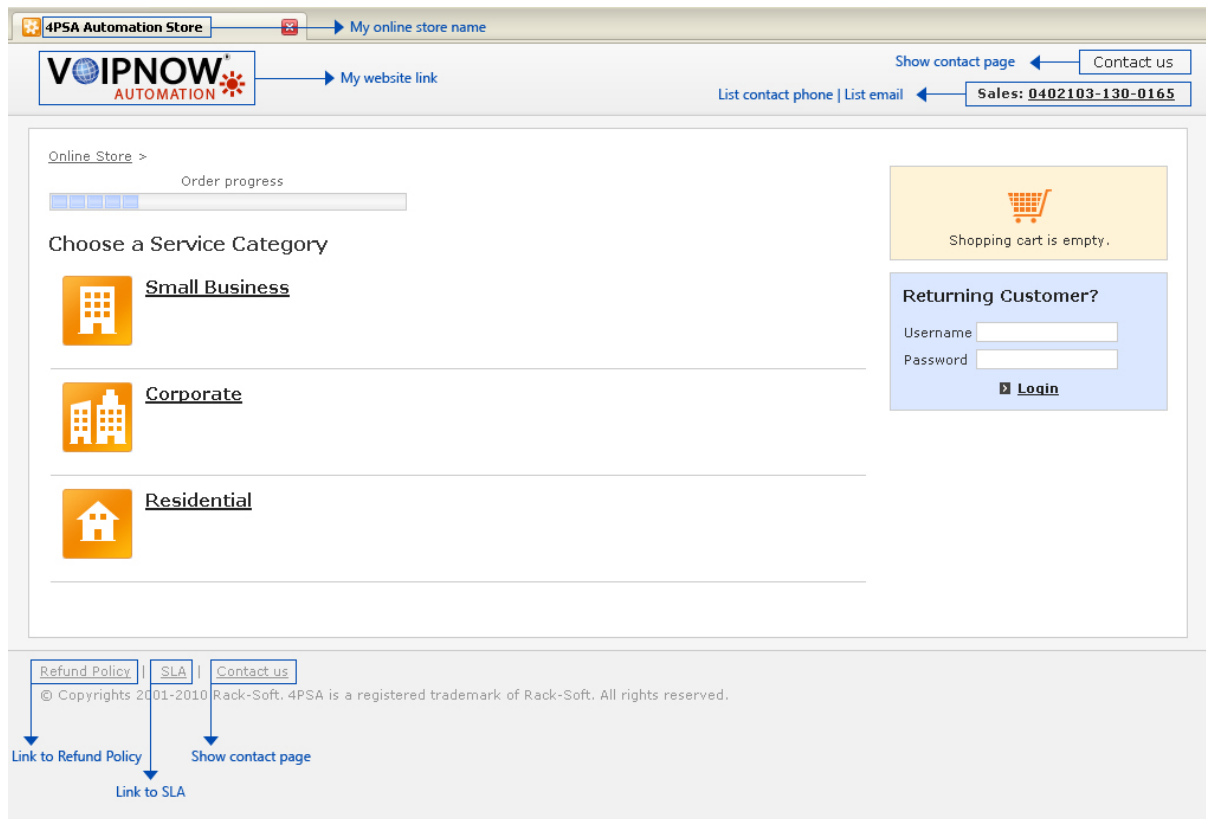 4PSA Automation Store
My online store name
VOIPNOW®
AUTOMATION
My website link
Show contact page
Contact us
List contact phone | List email
Sales: 0402103-130-0165
Online Store >
Order progress
Shopping cart is empty.
Choose a Service Category
Small Business
Returning Customer?
Username
Password
Login
Corporate
Residential
Refund Policy | SLA | Contact us
© Copyrights 2001-2010 Rack-Soft. 4PSA is a registered trademark of Rack-Soft. All rights reserved.
Link to Refund Policy
Show contact page
Link to SLA